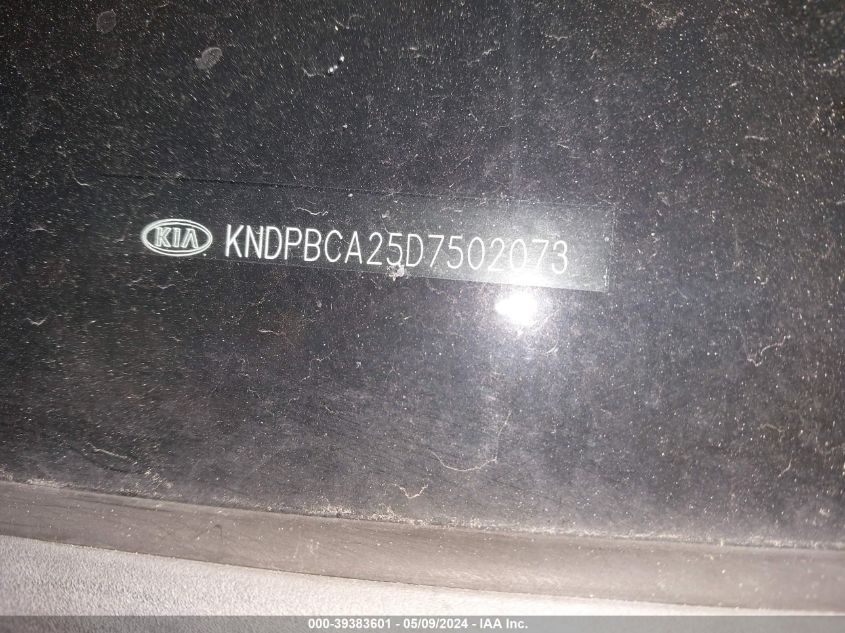 KIA KNDPBCA25D7502073
000-39383601 - 05/09/2024 - IAA Inc.